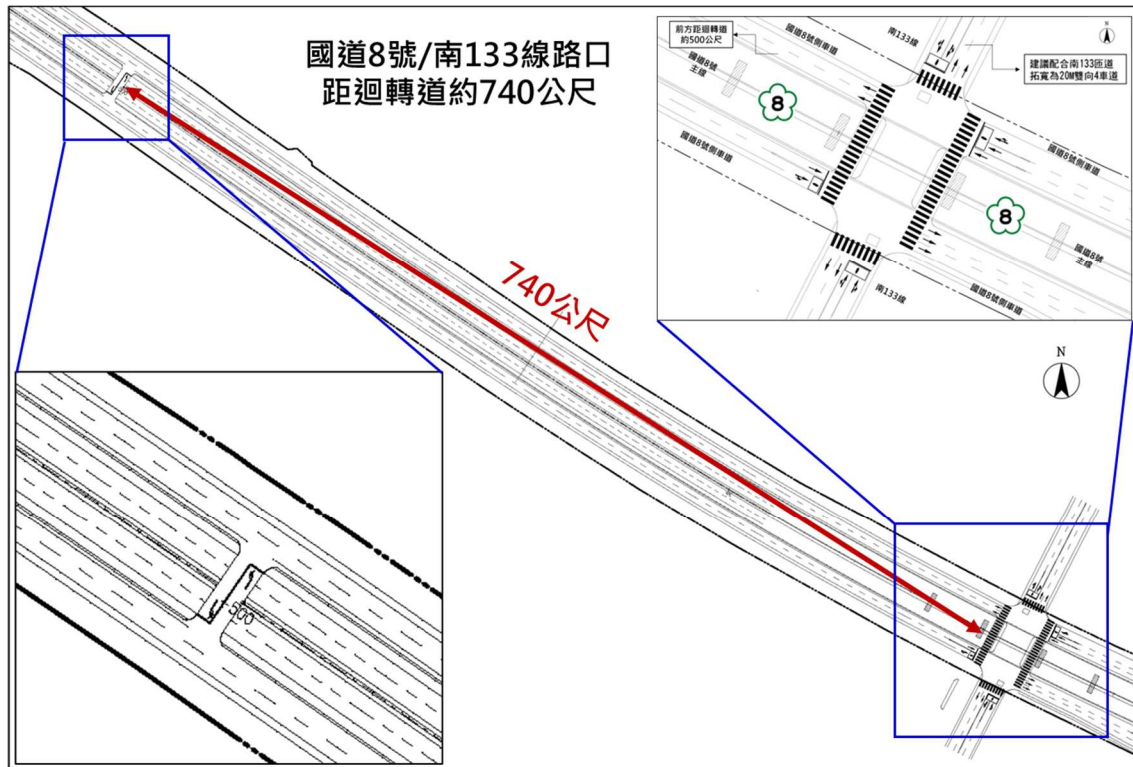 國道8號/南133線路口
距迴轉道約740公尺
740公尺
N
前方距迴轉道
約500公尺
南133線
N
建議配合南133匝道
拓寬為20M雙向4車道
國道8號
主線
8
國道8號側車道
國道8號側車道
國道8號側車道
8
國道8號
主線
國道8號側車道
南133線
500